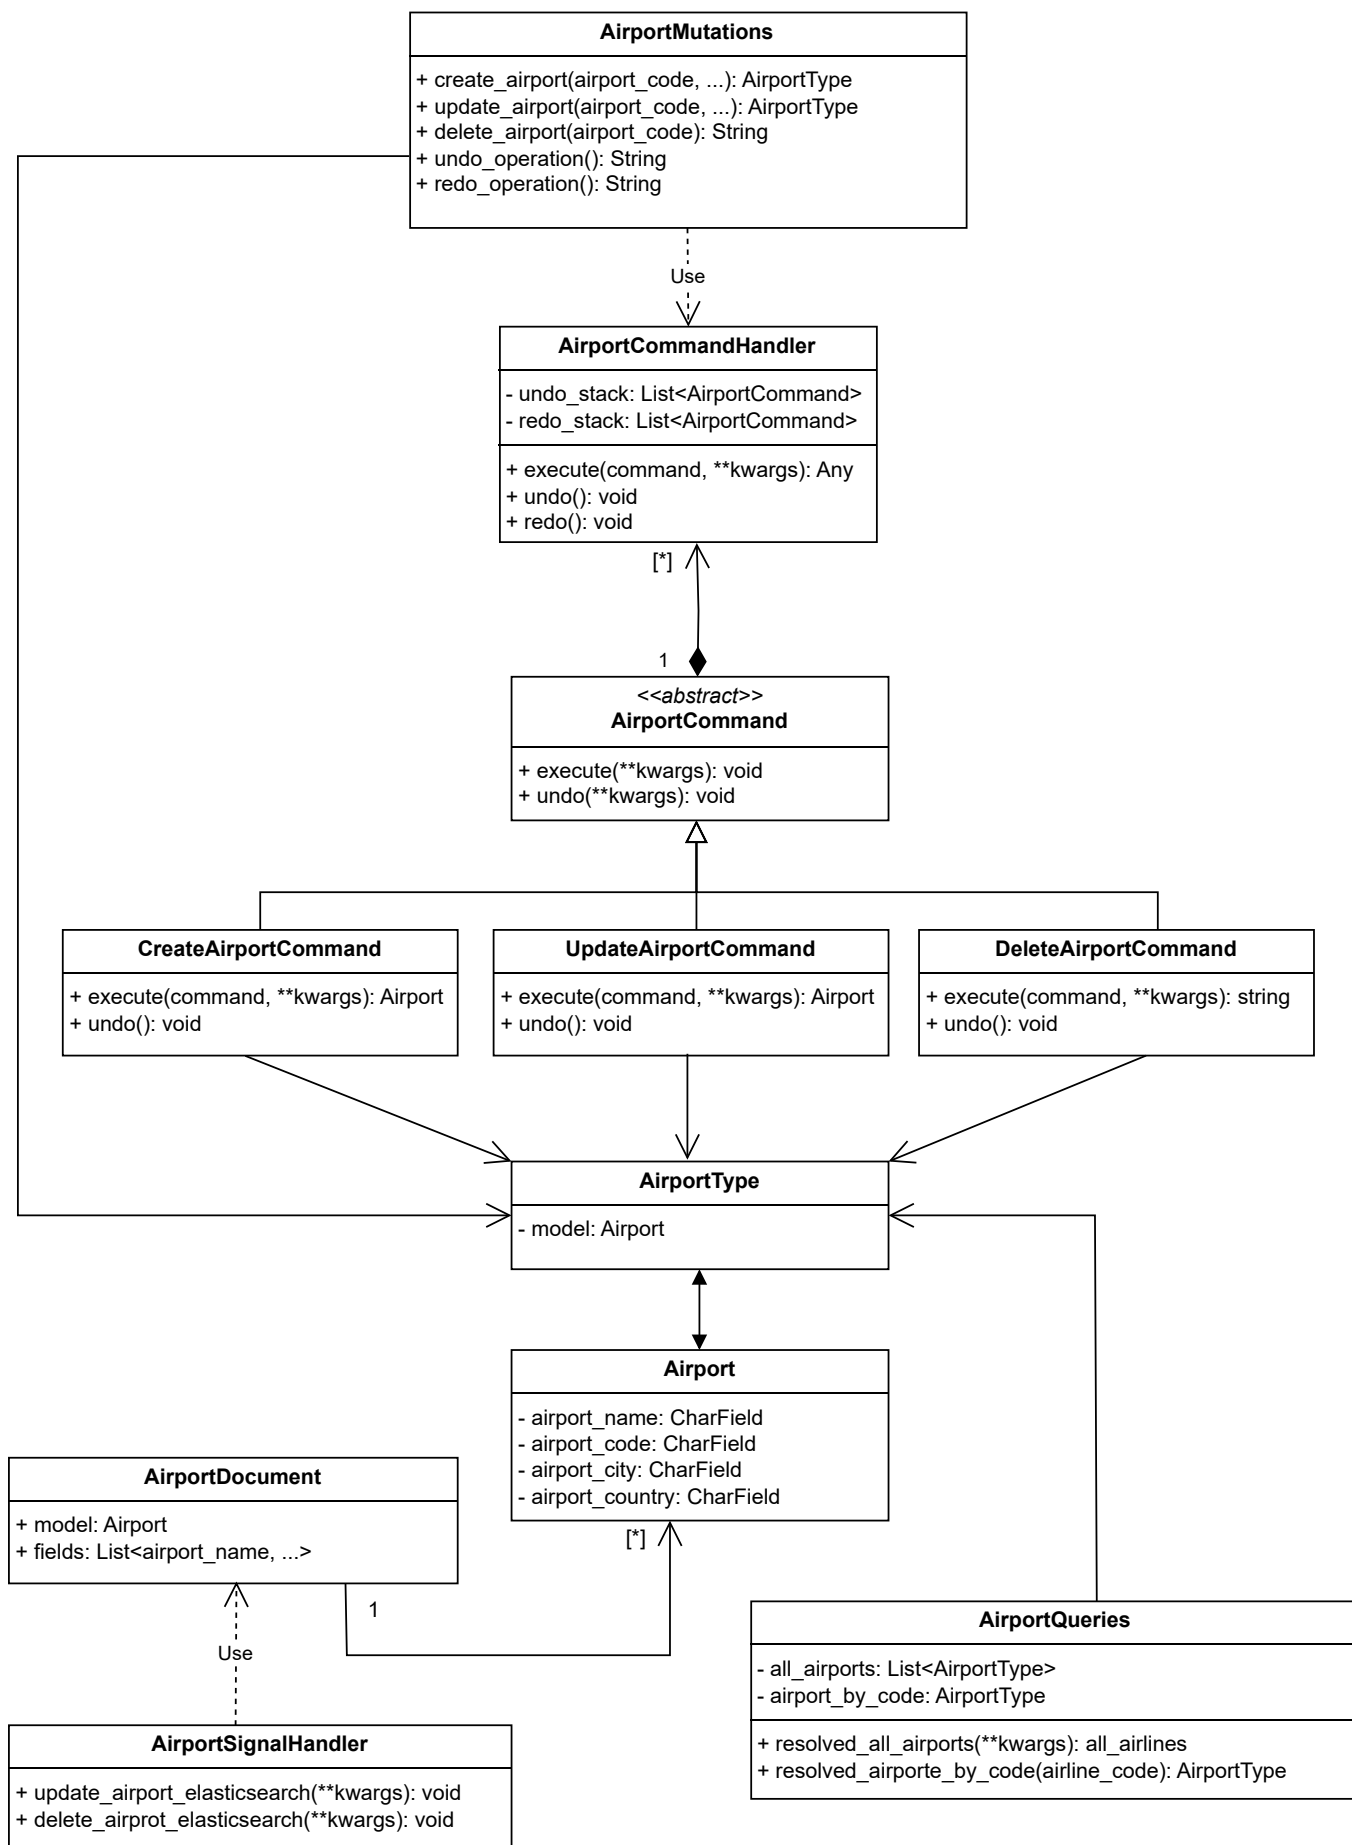 AirportMutations
+ create_airport(airport_code, ...): AirportType
+ update_airport(airport_code, ...): AirportType
+ delete_airport(airport_code): String
+ undo_operation(): String
+ redo_operation(): String
Use
AirportCommandHandler
- undo_stack: List<AirportCommand>
- redo_stack: List<AirportCommand>
+ execute(command, **kwargs): Any
+ undo(): void
+ redo(): void
[*]
1
<<abstract>>
AirportCommand
+ execute(**kwargs): void
+ undo(**kwargs): void
CreateAirportCommand
+ execute(command, **kwargs): Airport
+ undo(): void
UpdateAirportCommand
+ execute(command, **kwargs): Airport
+ undo(): void
DeleteAirportCommand
+ execute(command, **kwargs): string
+ undo(): void
AirportType
- model: Airport
Airport
- airport_name: CharField
- airport_code: CharField
- airport_city: CharField
- airport_country: CharField
[*]
AirportDocument
+ model: Airport
+ fields: List<airport_name, ...>
1
Use
AirportSignalHandler
+ update_airport_elasticsearch(**kwargs): void
+ delete_airprot_elasticsearch(**kwargs): void
AirportQueries
- all_airports: List<AirportType>
- airport_by_code: AirportType
+ resolved_all_airports(**kwargs): all_airlines
+ resolved_airporte_by_code(airline_code): AirportType